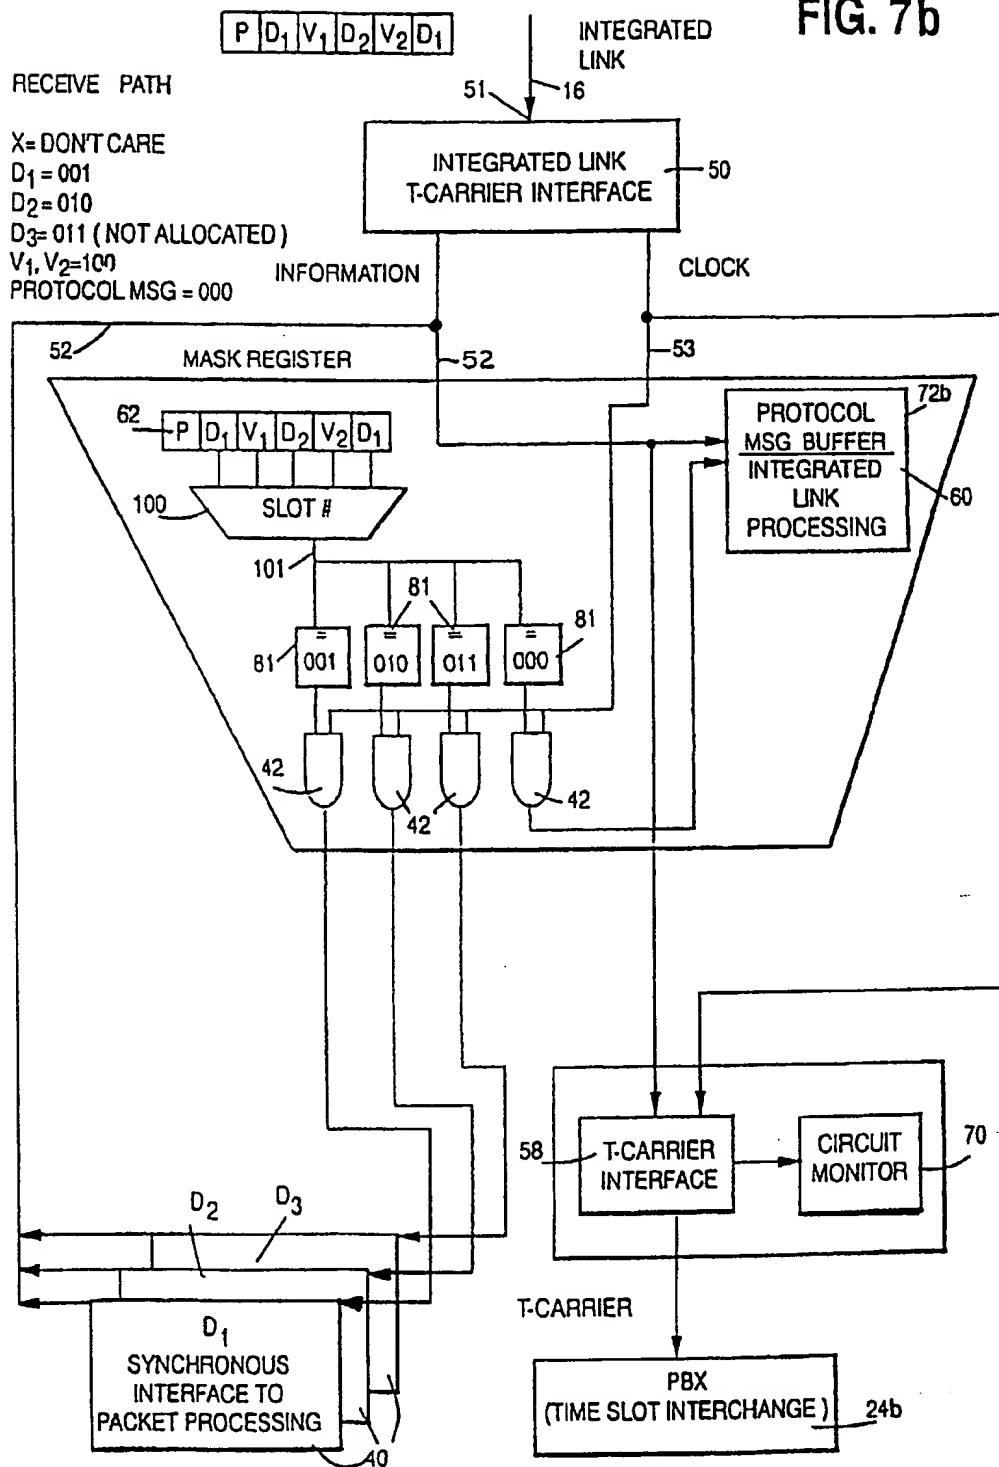 FIG. 7b
P D1 V1 D2 V2 D1
INTEGRATED
LINK
RECEIVE PATH
51
16
X= DON'T CARE
D1 = 001
D2 = 010
D3= 011 ( NOT ALLOCATED )
V1, V2=100
PROTOCOL MSG = 000
INTEGRATED LINK
T-CARRIER INTERFACE
50
INFORMATION
CLOCK
52
MASK REGISTER
52
53
62
P D1 V1 D2 V2 D1
72b
PROTOCOL
MSG BUFFER
INTEGRATED
LINK
PROCESSING
60
100
SLOT #
101
81
81
81
=
001
=
010
=
011
=
000
42
42
42
58
T-CARRIER
INTERFACE
CIRCUIT
MONITOR
70
D2
D3
T-CARRIER
D1
SYNCHRONOUS
INTERFACE TO
PACKET PROCESSING
40
PBX
(TIME SLOT INTERCHANGE )
24b